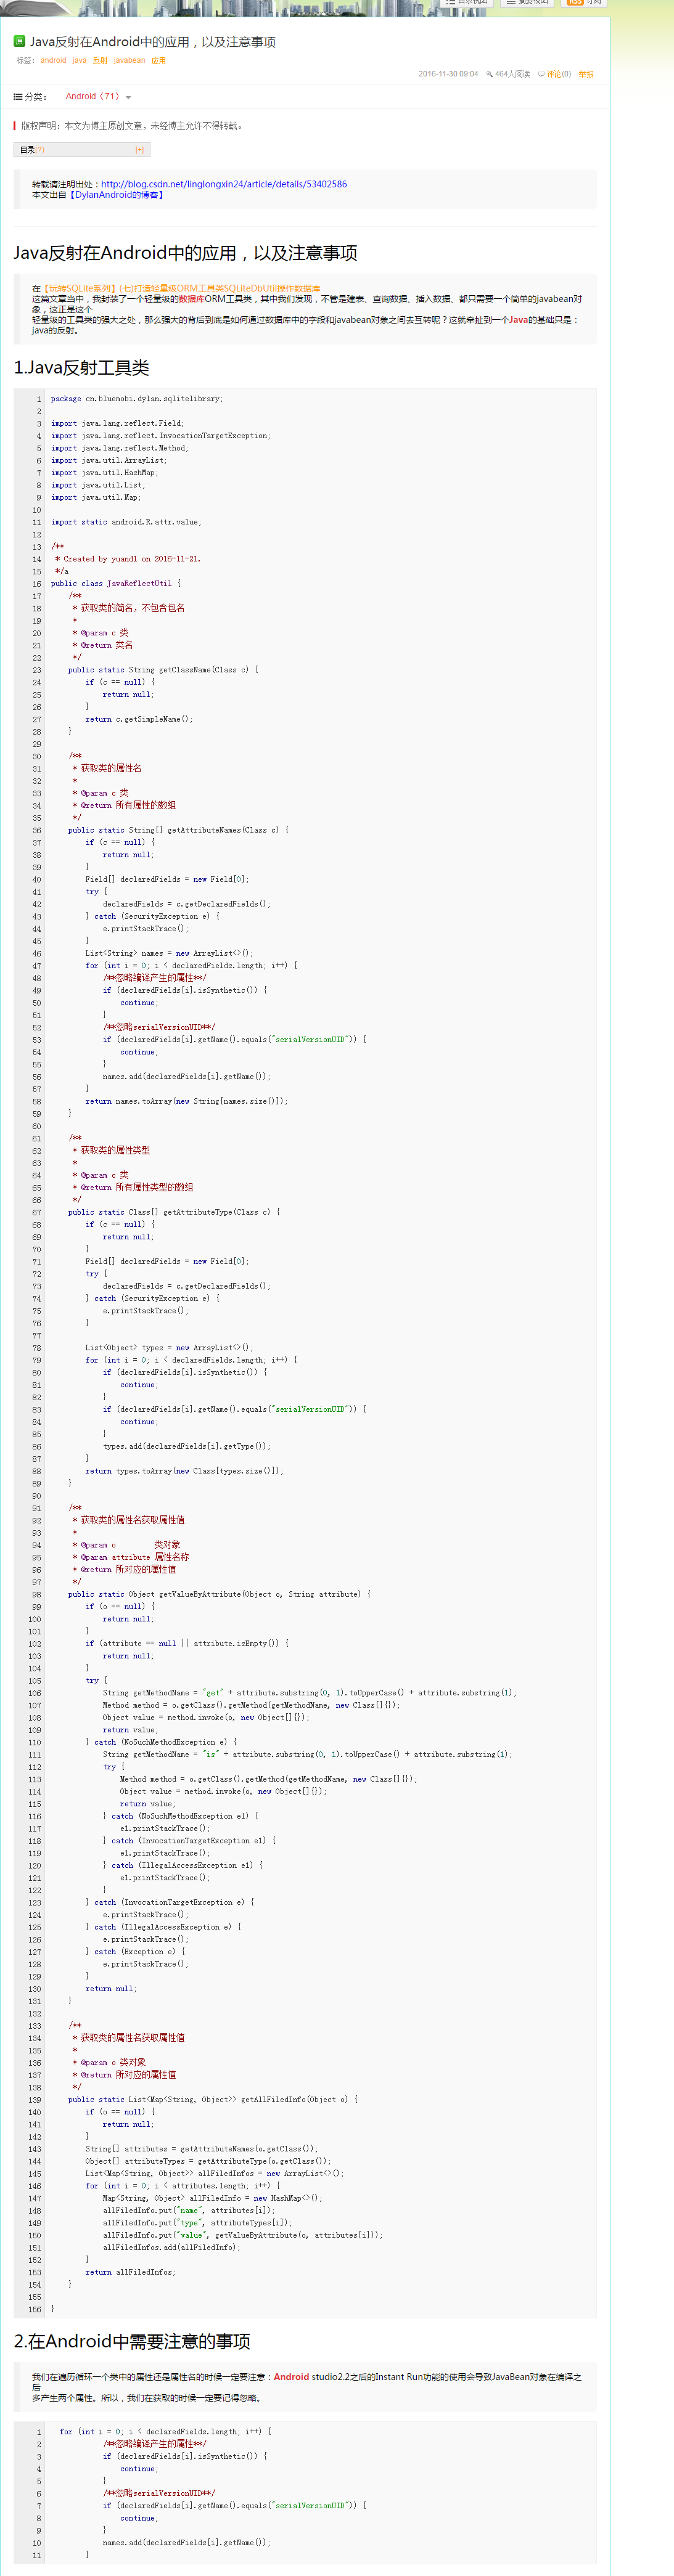 目录视图 摘要视图 RSS 订阅
原 Java反射在Android中的应用，以及注意事项
标签： android java 反射 javabean 应用
2016-11-30 09:04 464人阅读 评论(0) 举报
分类： Android（71）
版权声明：本文为博主原创文章，未经博主允许不得转载。
目录(?) [+]
转载请注明出处：http://blog.csdn.net/linglongxin24/article/details/53402586
本文出自【DylanAndroid的博客】
Java反射在Android中的应用，以及注意事项
在【玩转SQLite系列】(七)打造轻量级ORM工具类SQLiteDbUtil操作数据库
这篇文章当中，我封装了一个轻量级的数据库ORM工具类，其中我们发现，不管是建表、查询数据、插入数据、都只需要一个简单的javabean对
象，这正是这个
轻量级的工具类的强大之处，那么强大的背后到底是如何通过数据库中的字段和javabean对象之间去互转呢？这就牵扯到一个Java的基础只是：
java的反射。
1.Java反射工具类
1 package cn.bluemobi.dylan.sqlitelibrary;
2
3 import java.lang.reflect.Field;
4 import java.lang.reflect.InvocationTargetException;
5 import java.lang.reflect.Method;
6 import java.util.ArrayList;
7 import java.util.HashMap;
8 import java.util.List;
9 import java.util.Map;
10
11 import static android.R.attr.value;
12
13 /**
14  * Created by yuandl on 2016-11-21.
15  */a
16 public class JavaReflectUtil {
17     /**
18      * 获取类的简名，不包含包名
19      *
20      * @param c 类
21      * @return 类名
22      */
23     public static String getClassName(Class c) {
24         if (c == null) {
25             return null;
26         }
27         return c.getSimpleName();
28     }
29
30     /**
31      * 获取类的属性名
32      *
33      * @param c 类
34      * @return 所有属性的数组
35      */
36     public static String[] getAttributeNames(Class c) {
37         if (c == null) {
38             return null;
39         }
40         Field[] declaredFields = new Field[0];
41         try {
42             declaredFields = c.getDeclaredFields();
43         } catch (SecurityException e) {
44             e.printStackTrace();
45         }
46         List<String> names = new ArrayList<>();
47         for (int i = 0; i < declaredFields.length; i++) {
48             /**忽略编译产生的属性**/
49             if (declaredFields[i].isSynthetic()) {
50                 continue;
51             }
52             /**忽略serialVersionUID**/
53             if (declaredFields[i].getName().equals("serialVersionUID")) {
54                 continue;
55             }
56             names.add(declaredFields[i].getName());
57         }
58         return names.toArray(new String[names.size()]);
59     }
60
61     /**
62      * 获取类的属性类型
63      *
64      * @param c 类
65      * @return 所有属性类型的数组
66      */
67     public static Class[] getAttributeType(Class c) {
68         if (c == null) {
69             return null;
70         }
71         Field[] declaredFields = new Field[0];
72         try {
73             declaredFields = c.getDeclaredFields();
74         } catch (SecurityException e) {
75             e.printStackTrace();
76         }
77
78         List<Object> types = new ArrayList<>();
79         for (int i = 0; i < declaredFields.length; i++) {
80             if (declaredFields[i].isSynthetic()) {
81                 continue;
82             }
83             if (declaredFields[i].getName().equals("serialVersionUID")) {
84                 continue;
85             }
86             types.add(declaredFields[i].getType());
87         }
88         return types.toArray(new Class[types.size()]);
89     }
90
91     /**
92      * 获取类的属性名获取属性值
93      *
94      * @param o         类对象
95      * @param attribute 属性名称
96      * @return 所对应的属性值
97      */
98     public static Object getValueByAttribute(Object o, String attribute) {
99         if (o == null) {
100             return null;
101         }
102         if (attribute == null || attribute.isEmpty()) {
103             return null;
104         }
105         try {
106             String getMethodName = "get" + attribute.substring(0, 1).toUpperCase() + attribute.substring(1);
107             Method method = o.getClass().getMethod(getMethodName, new Class[]{});
108             Object value = method.invoke(o, new Object[]{});
109             return value;
110         } catch (NoSuchMethodException e) {
111             String getMethodName = "is" + attribute.substring(0, 1).toUpperCase() + attribute.substring(1);
112             try {
113                 Method method = o.getClass().getMethod(getMethodName, new Class[]{});
114                 Object value = method.invoke(o, new Object[]{});
115                 return value;
116             } catch (NoSuchMethodException e1) {
117                 e1.printStackTrace();
118             } catch (InvocationTargetException e1) {
119                 e1.printStackTrace();
120             } catch (IllegalAccessException e1) {
121                 e1.printStackTrace();
122             }
123         } catch (InvocationTargetException e) {
124             e.printStackTrace();
125         } catch (IllegalAccessException e) {
126             e.printStackTrace();
127         } catch (Exception e) {
128             e.printStackTrace();
129         }
130         return null;
131     }
132
133     /**
134      * 获取类的属性名获取属性值
135      *
136      * @param o 类对象
137      * @return 所对应的属性值
138      */
139     public static List<Map<String, Object>> getAllFiledInfo(Object o) {
140         if (o == null) {
141             return null;
142         }
143         String[] attributes = getAttributeNames(o.getClass());
144         Object[] attributeTypes = getAttributeType(o.getClass());
145         List<Map<String, Object>> allFiledInfos = new ArrayList<>();
146         for (int i = 0; i < attributes.length; i++) {
147             Map<String, Object> allFiledInfo = new HashMap<>();
148             allFiledInfo.put("name", attributes[i]);
149             allFiledInfo.put("type", attributeTypes[i]);
150             allFiledInfo.put("value", getValueByAttribute(o, attributes[i]));
151             allFiledInfos.add(allFiledInfo);
152         }
153         return allFiledInfos;
154     }
155
156 }
2.在Android中需要注意的事项
我们在遍历循环一个类中的属性还是属性名的时候一定要注意：Android studio2.2之后的Instant Run功能的使用会导致JavaBean对象在编译之
后
多产生两个属性。所以，我们在获取的时候一定要记得忽略。
1 for (int i = 0; i < declaredFields.length; i++) {
2             /**忽略编译产生的属性**/
3             if (declaredFields[i].isSynthetic()) {
4                 continue;
5             }
6             /**忽略serialVersionUID**/
7             if (declaredFields[i].getName().equals("serialVersionUID")) {
8                 continue;
9             }
10             names.add(declaredFields[i].getName());
11         }